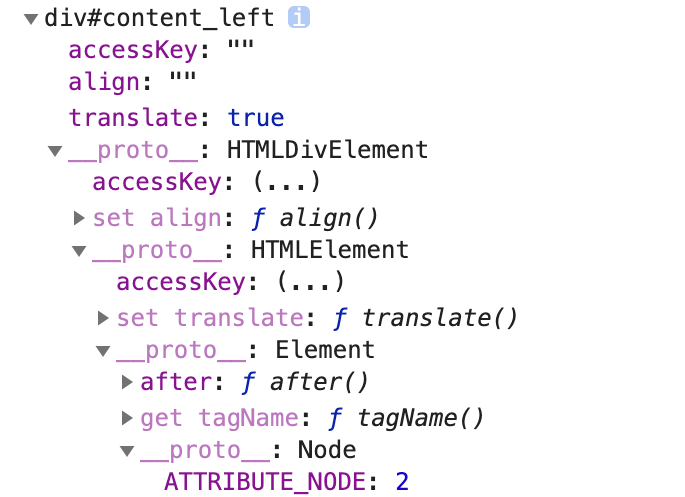 ▼div#content_left i
accessKey: ""
align: ""
translate: true
▼__proto__: HTMLDivElement
accessKey: (...)
▶set align: ƒ align()
▼__proto__: HTMLElement
accessKey: (...)
▶set translate: ƒ translate()
▼__proto__: Element
▶after: ƒ after()
▶get tagName: ƒ tagName()
▼__proto__: Node
ATTRIBUTE_NODE: 2